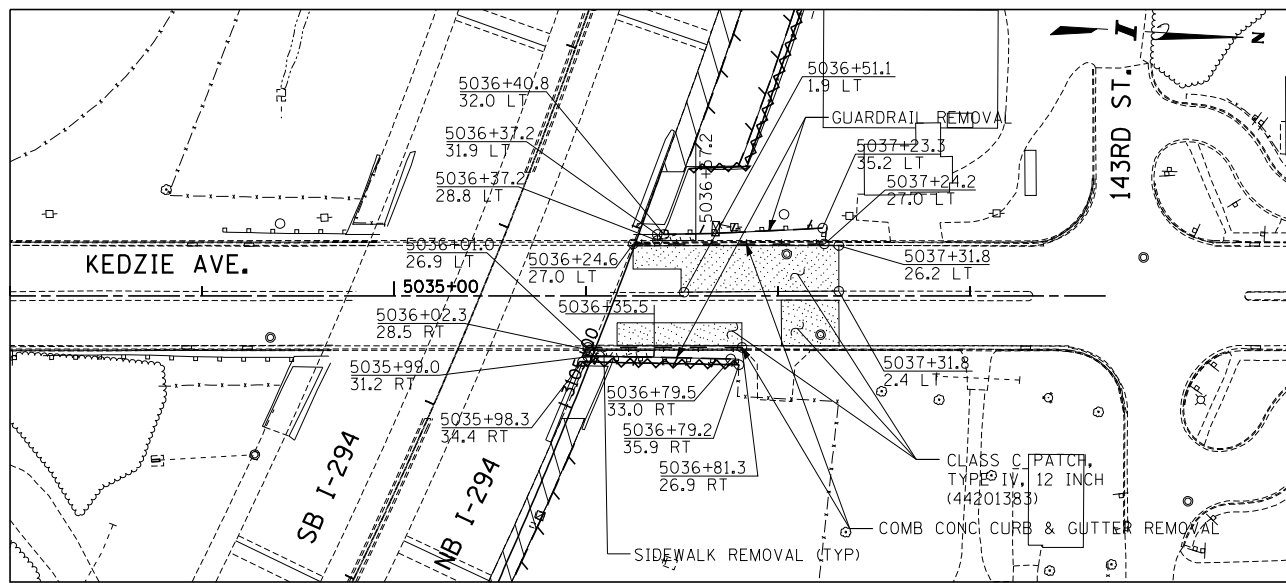 5036+40.8
32.0 LT
5036+37.2
31.9 LT
5036+37.2
28.8 LT
5036+01.0
26.9 LT
5036+24.6
27.0 LT
KEDZIE AVE.
5035+00
5036+02.3
28.5 RT
5036+35.5
5035+99.0
31.2 RT
5035+98.3
34.4 RT
SB I-294
NB I-294
5036+51.1
1.9 LT
GUARDRAIL REMOVAL
5037+23.3
35.2 LT
5037+24.2
27.0 LT
5037+31.8
26.2 LT
5037+31.8
2.4 LT
5036+79.5
33.0 RT
5036+79.2
35.9 RT
5036+81.3
26.9 RT
CLASS C PATCH,
TYPE IV, 12 INCH
(44201383)
COMB CONC CURB & GUTTER REMOVAL
SIDEWALK REMOVAL (TYP)
143RD ST.
N